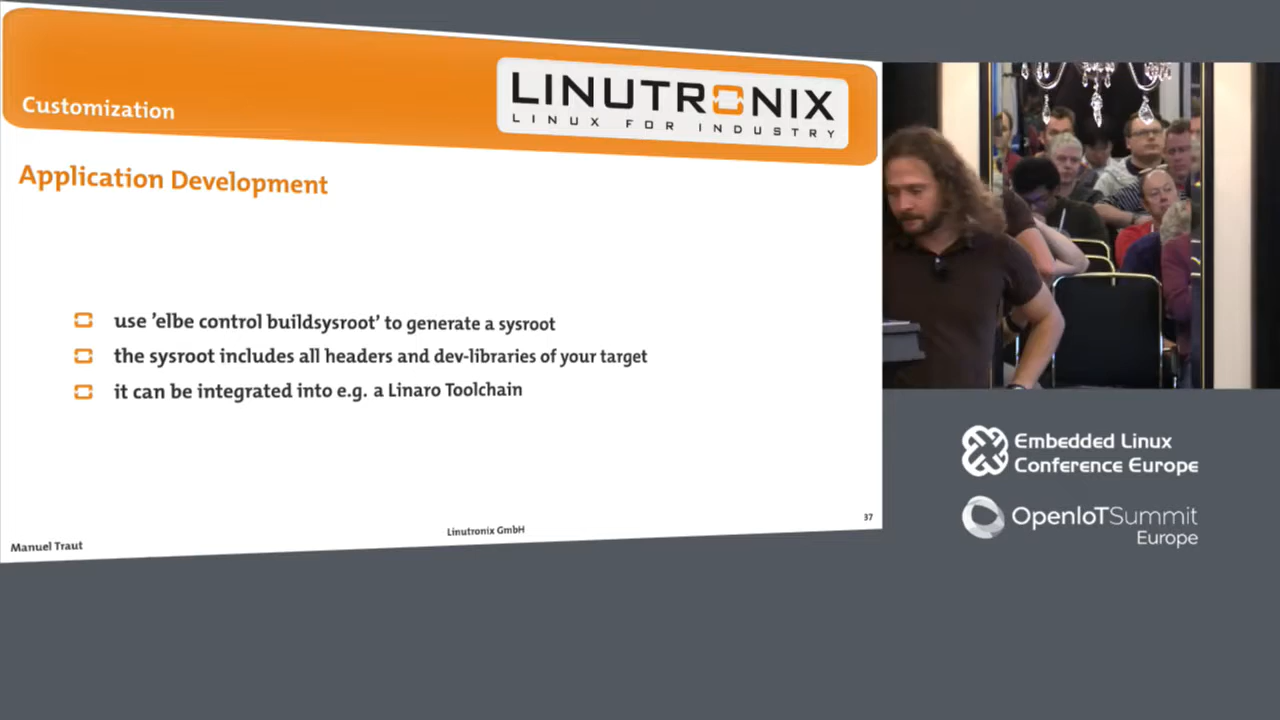 Customization
LINUTRONIX
LINUX FOR INDUSTRY
Application Development
use 'elbe control buildsysroot' to generate a sysroot
the sysroot includes all headers and dev-libraries of your target
it can be integrated into e.g. a Linaro Toolchain
Manuel Traut
Linutronix GmbH
37
Embedded Linux
Conference Europe
OpenIoTSummit
Europe